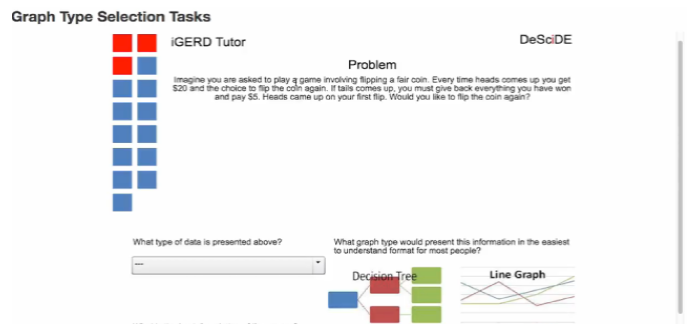 Graph Type Selection Tasks
iGERD Tutor
DeSciDE
Problem
Imagine you are asked to play a game involving flipping a fair coin. Every time heads comes up you get
$20 and the choice to flip the coin again. If tails comes up, you must give back everything you have won
and pay $5. Heads came up on your first flip. Would you like to flip the coin again?
What type of data is presented above?
What graph type would present this information in the easiest
to understand format for most people?
---
Decision Tree
Line Graph